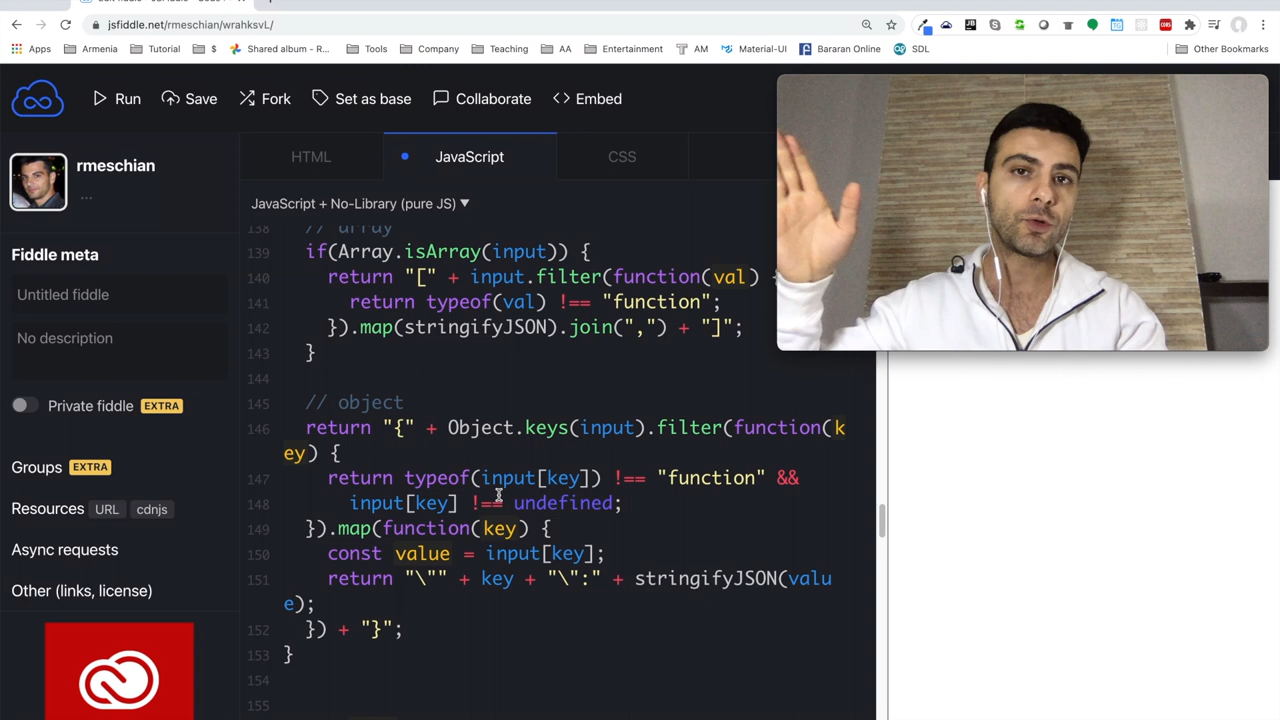 jsfiddle.net/rmeschian/wrahksvL/
Apps
Armenia
Tutorial
$
Shared album - R...
Tools
Company
Teaching
AA
Entertainment
AM
Material-UI
Bararan Online
SDL
Other Bookmarks
Run
Save
Fork
Set as base
Collaborate
Embed
rmeschian
...
Fiddle meta
Untitled fiddle
No description
Private fiddle EXTRA
Groups EXTRA
Resources URL cdnjs
Async requests
Other (links, license)
HTML
JavaScript
CSS
JavaScript + No-Library (pure JS) ▼
138 // array
139 if(Array.isArray(input)) {
140 return "[" + input.filter(function(val) {
141 return typeof(val) !== "function";
142 }).map(stringifyJSON).join(",") + "]";
143 }
144
145 // object
146 return "{" + Object.keys(input).filter(function(k
ey) {
147 return typeof(input[key]) !== "function" &&
148 input[key] !== undefined;
149 }).map(function(key) {
150 const value = input[key];
151 return "\"" + key + "\":" + stringifyJSON(valu
e);
152 }) + "}";
153 }
154
155